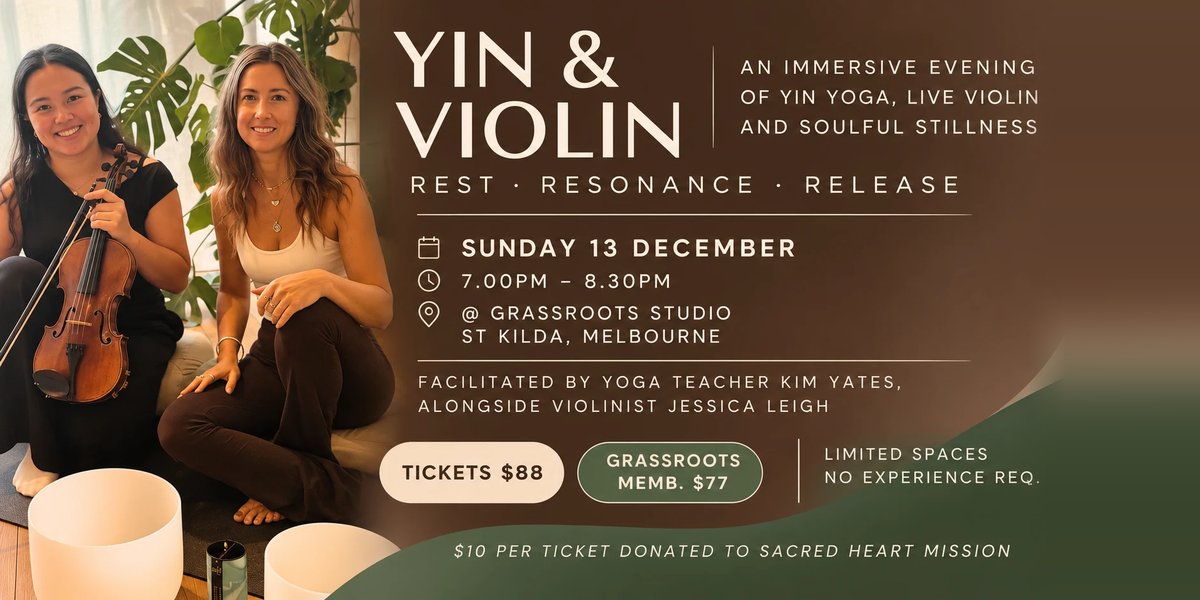 YIN &
VIOLIN
AN IMMERSIVE EVENING
OF YIN YOGA, LIVE VIOLIN
AND SOULFUL STILLNESS
REST · RESONANCE · RELEASE
SUNDAY 13 DECEMBER
7.00PM – 8.30PM
@ GRASSROOTS STUDIO
ST KILDA, MELBOURNE
FACILITATED BY YOGA TEACHER KIM YATES,
ALONGSIDE VIOLINIST JESSICA LEIGH
TICKETS $88
GRASSROOTS
MEMB. $77
LIMITED SPACES
NO EXPERIENCE REQ.
$10 PER TICKET DONATED TO SACRED HEART MISSION